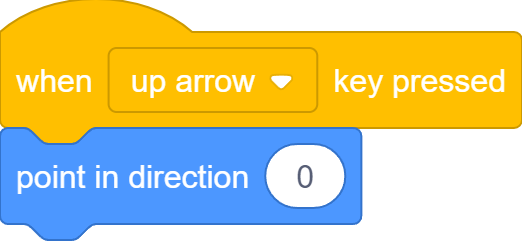 when up arrow key pressed
point in direction 0